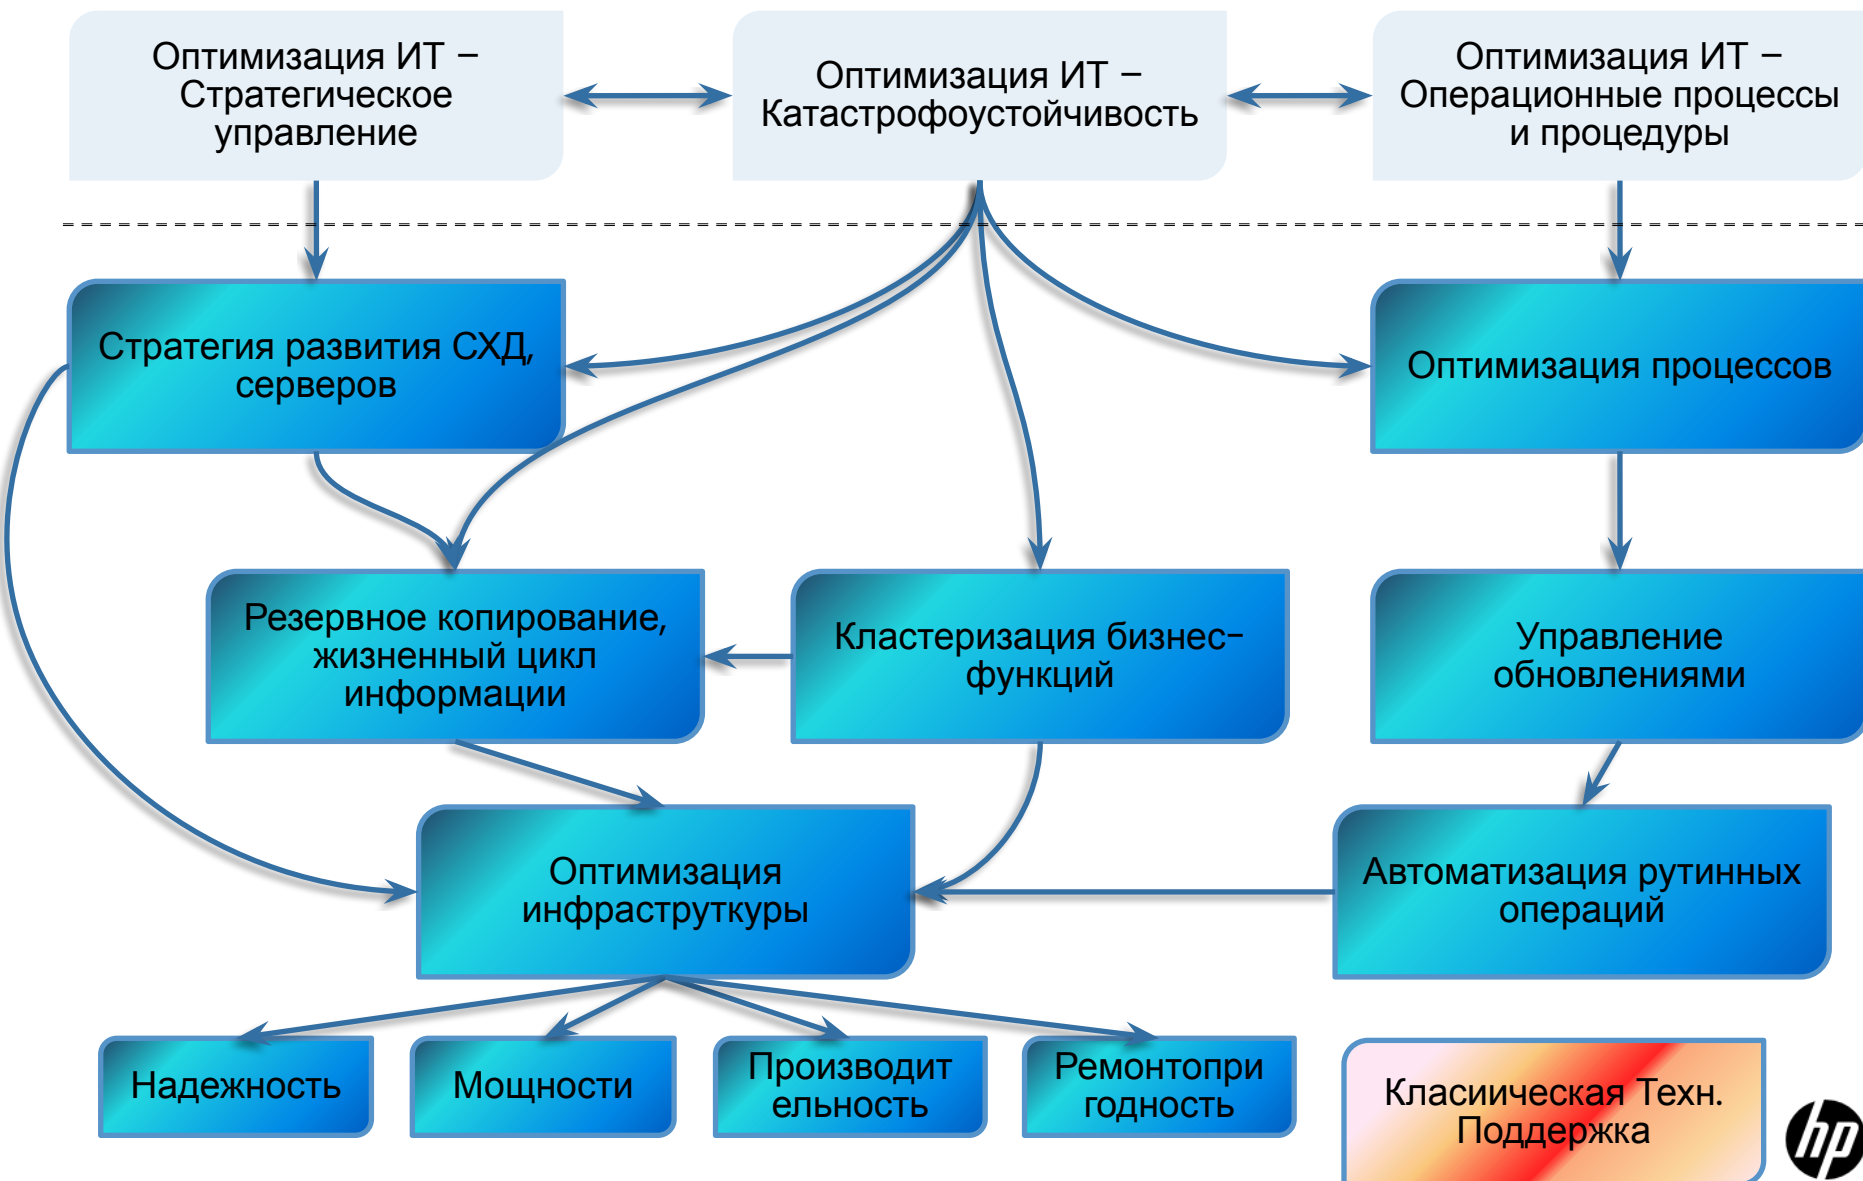 Оптимизация ИТ –
Стратегическое
управление
Оптимизация ИТ –
Катастрофоустойчивость
Оптимизация ИТ –
Операционные процессы
и процедуры
Стратегия развития СХД,
серверов
Оптимизация процессов
Резервное копирование,
жизненный цикл
информации
Кластеризация бизнес-
функций
Управление
обновлениями
Оптимизация
инфраструткуры
Автоматизация рутинных
операций
Надежность
Мощности
Производит
ельность
Ремонтопри
годность
Класиическая Техн.
Поддержка
hp